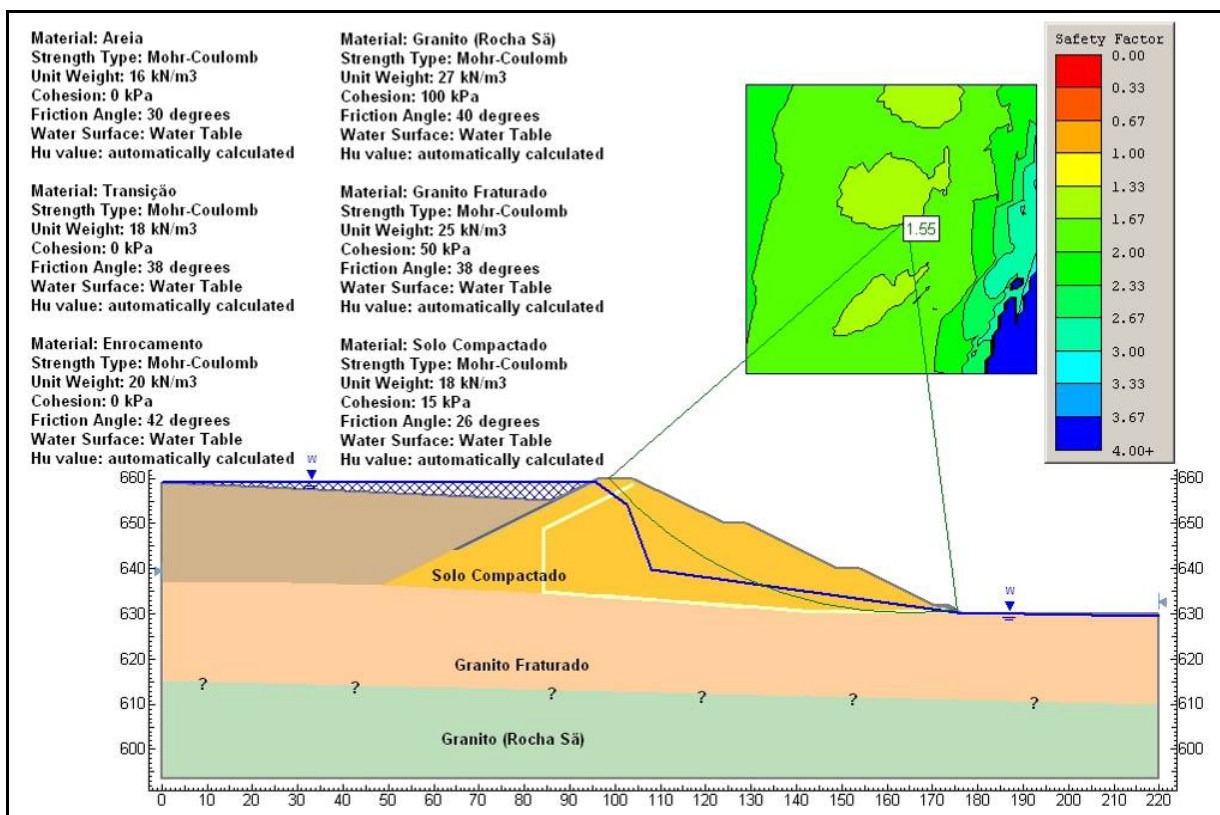 Material: Areia
Strength Type: Mohr-Coulomb
Unit Weight: 16 kN/m3
Cohesion: 0 kPa
Friction Angle: 30 degrees
Water Surface: Water Table
Hu value: automatically calculated
Material: Transição
Strength Type: Mohr-Coulomb
Unit Weight: 18 kN/m3
Cohesion: 0 kPa
Friction Angle: 38 degrees
Water Surface: Water Table
Hu value: automatically calculated
Material: Enrocamento
Strength Type: Mohr-Coulomb
Unit Weight: 20 kN/m3
Cohesion: 0 kPa
Friction Angle: 42 degrees
Water Surface: Water Table
Hu value: automatically calculated
Material: Granito (Rocha Sã)
Strength Type: Mohr-Coulomb
Unit Weight: 27 kN/m3
Cohesion: 100 kPa
Friction Angle: 40 degrees
Water Surface: Water Table
Hu value: automatically calculated
Material: Granito Fraturado
Strength Type: Mohr-Coulomb
Unit Weight: 25 kN/m3
Cohesion: 50 kPa
Friction Angle: 38 degrees
Water Surface: Water Table
Hu value: automatically calculated
Material: Solo Compactado
Strength Type: Mohr-Coulomb
Unit Weight: 18 kN/m3
Cohesion: 15 kPa
Friction Angle: 26 degrees
Water Surface: Water Table
Hu value: automatically calculated
1.55
Safety Factor
0.00
0.33
0.67
1.00
1.33
1.67
2.00
2.33
2.67
3.00
3.33
3.67
4.00+
W
W
660
650
640
630
620
610
600
Solo Compactado
Granito Fraturado
? ? ? ? ? ?
Granito (Rocha Sã)
660
650
640
630
620
610
600
0 10 20 30 40 50 60 70 80 90 100 110 120 130 140 150 160 170 180 190 200 210 220